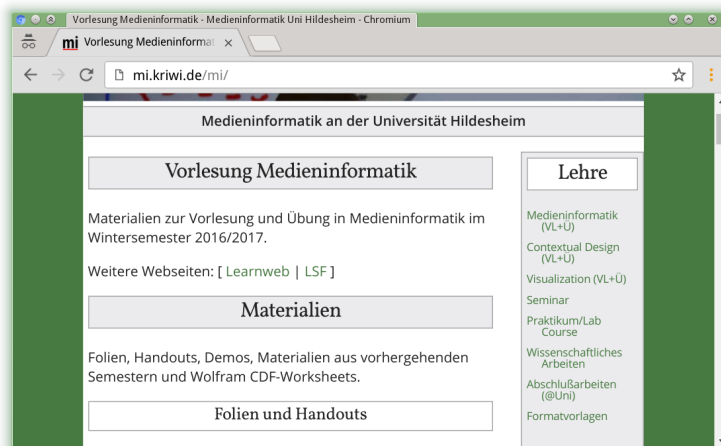 Vorlesung Medieninformatik - Medieninformatik Uni Hildesheim - Chromium
mi Vorlesung Medieninformat
mi.kriwi.de/mi/
Medieninformatik an der Universität Hildesheim
Vorlesung Medieninformatik
Materialien zur Vorlesung und Übung in Medieninformatik im
Wintersemester 2016/2017.
Weitere Webseiten: [ Learnweb | LSF ]
Materialien
Folien, Handouts, Demos, Materialien aus vorhergehenden
Semestern und Wolfram CDF-Worksheets.
Folien und Handouts
Lehre
Medieninformatik
(VL+Ü)
Contextual Design
(VL+Ü)
Visualization (VL+Ü)
Seminar
Praktikum/Lab
Course
Wissenschaftliches
Arbeiten
Abschlußarbeiten
(@Uni)
Formatvorlagen